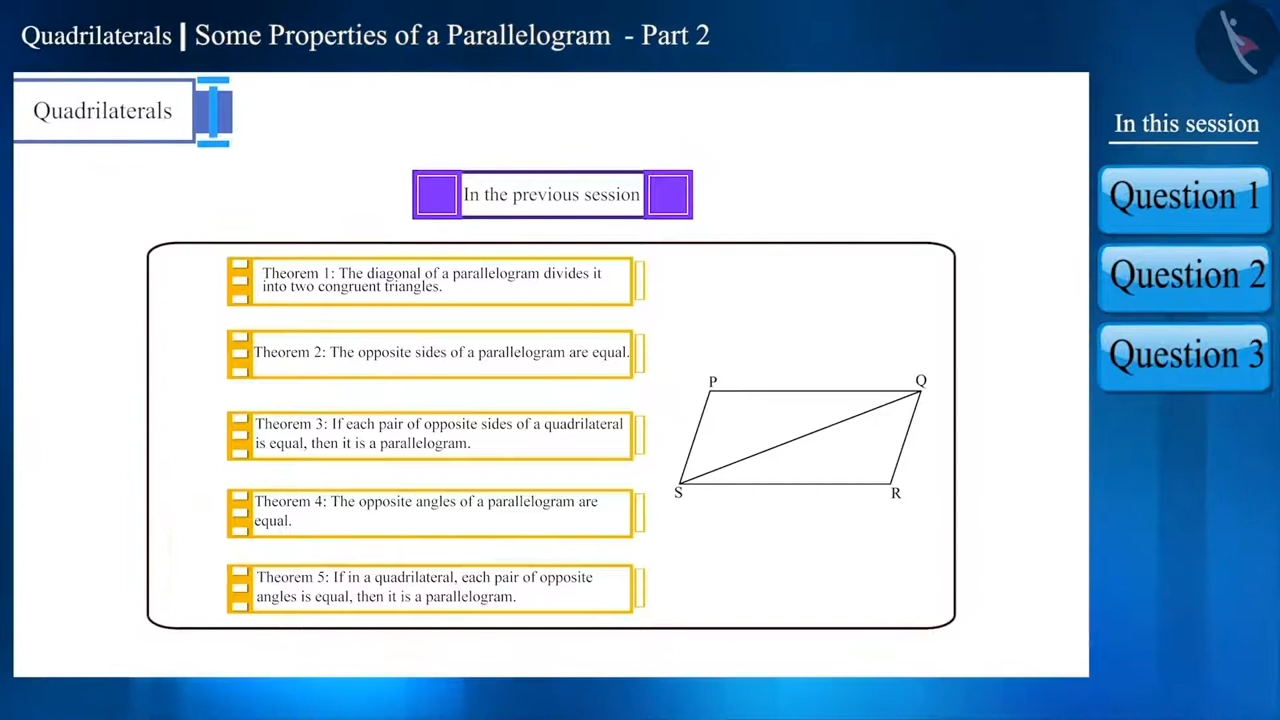 Quadrilaterals | Some Properties of a Parallelogram - Part 2
Quadrilaterals
In the previous session
Theorem 1: The diagonal of a parallelogram divides it
into two congruent triangles.
Theorem 2: The opposite sides of a parallelogram are equal.
Theorem 3: If each pair of opposite sides of a quadrilateral
is equal, then it is a parallelogram.
Theorem 4: The opposite angles of a parallelogram are
equal.
Theorem 5: If in a quadrilateral, each pair of opposite
angles is equal, then it is a parallelogram.
P
Q
S
R
In this session
Question 1
Question 2
Question 3